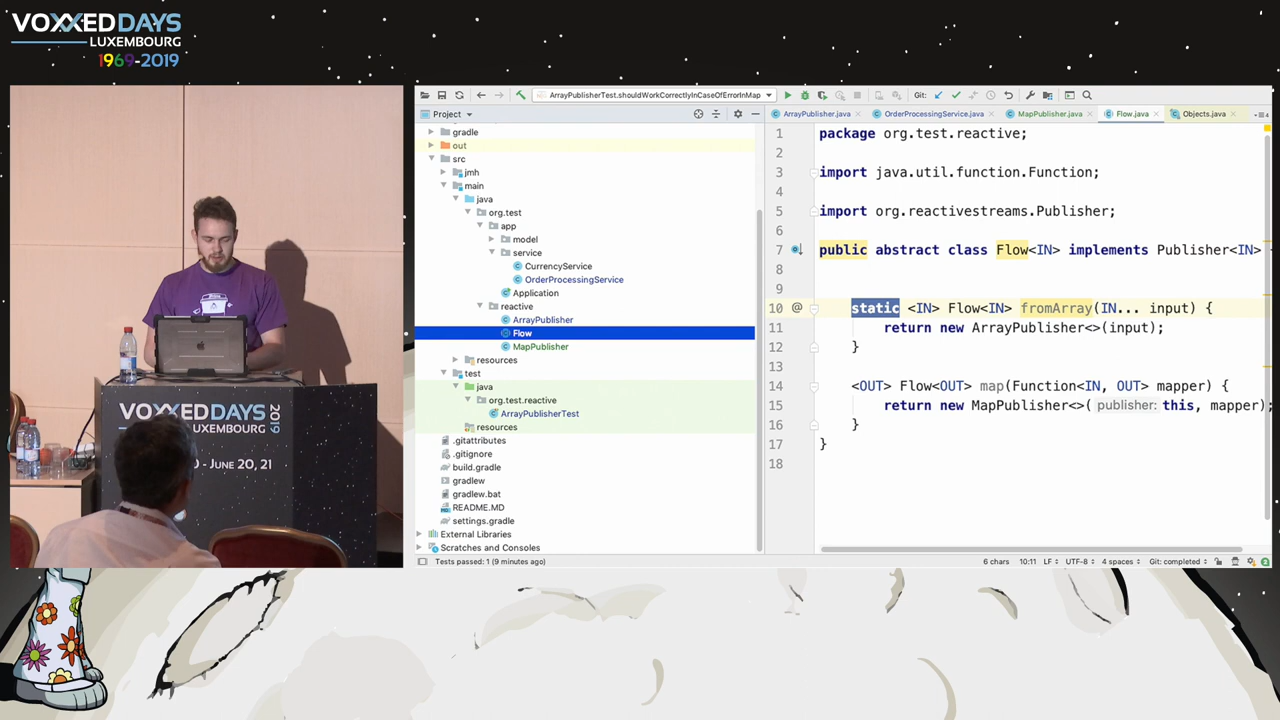 VOXXEDDAYS
LUXEMBOURG
1969-2019
VOXXEDDAYS
LUXEMBOURG
2019
- JUNE 20, 21
ArrayPublisherTest.shouldWorkCorrectlyInCaseOfErrorInMap
Git:
Project
ArrayPublisher.java
OrderProcessingService.java
MapPublisher.java
Flow.java
Objects.java
gradle
out
src
jmh
main
java
org.test
app
model
service
CurrencyService
OrderProcessingService
Application
reactive
ArrayPublisher
Flow
MapPublisher
resources
test
java
org.test.reactive
ArrayPublisherTest
resources
.gitattributes
.gitignore
build.gradle
gradlew
gradlew.bat
README.MD
settings.gradle
External Libraries
Scratches and Consoles
1 package org.test.reactive;
2
3 import java.util.function.Function;
4
5 import org.reactivestreams.Publisher;
6
7 public abstract class Flow<IN> implements Publisher<IN>
8
9
10 @ static <IN> Flow<IN> fromArray(IN... input) {
11 return new ArrayPublisher<>(input);
12 }
13
14 <OUT> Flow<OUT> map(Function<IN, OUT> mapper) {
15 return new MapPublisher<>( publisher: this, mapper);
16 }
17 }
18
Tests passed: 1 (9 minutes ago)
6 chars 10:11 LF UTF-8 4 spaces Git: completed